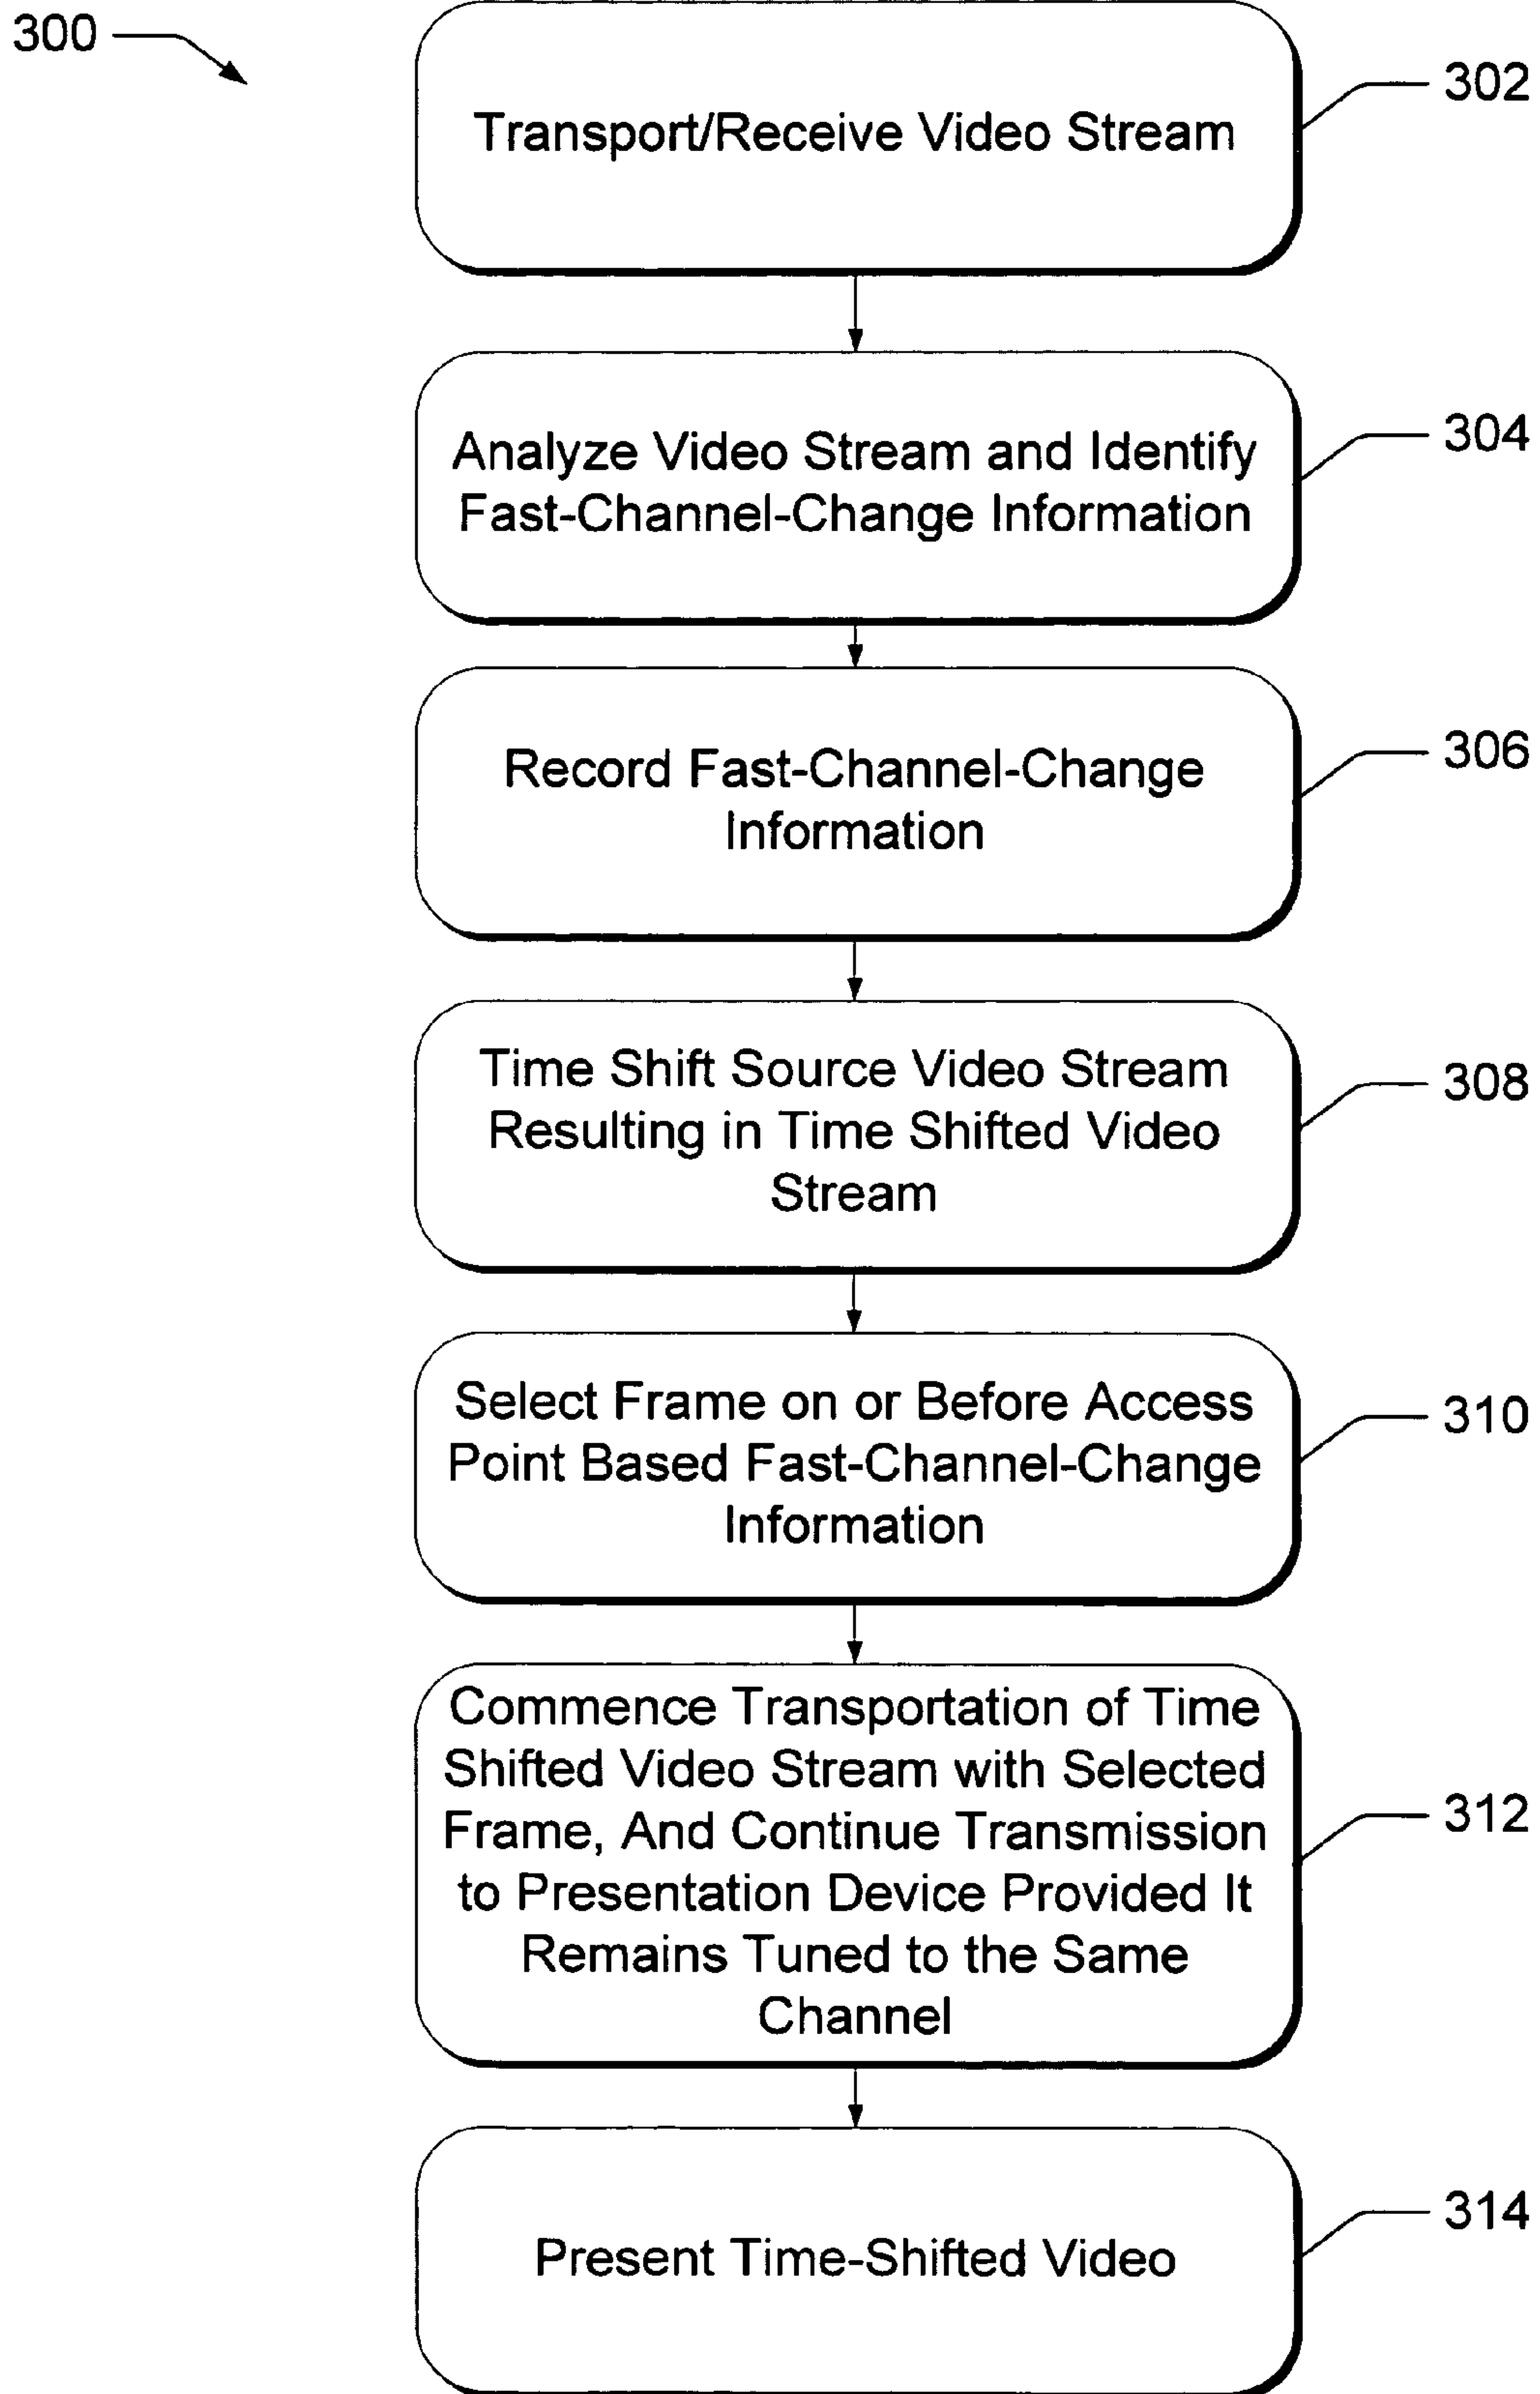 300
302
Transport/Receive Video Stream
304
Analyze Video Stream and Identify
Fast-Channel-Change Information
306
Record Fast-Channel-Change
Information
308
Time Shift Source Video Stream
Resulting in Time Shifted Video
Stream
310
Select Frame on or Before Access
Point Based Fast-Channel-Change
Information
312
Commence Transportation of Time
Shifted Video Stream with Selected
Frame, And Continue Transmission
to Presentation Device Provided It
Remains Tuned to the Same
Channel
314
Present Time-Shifted Video